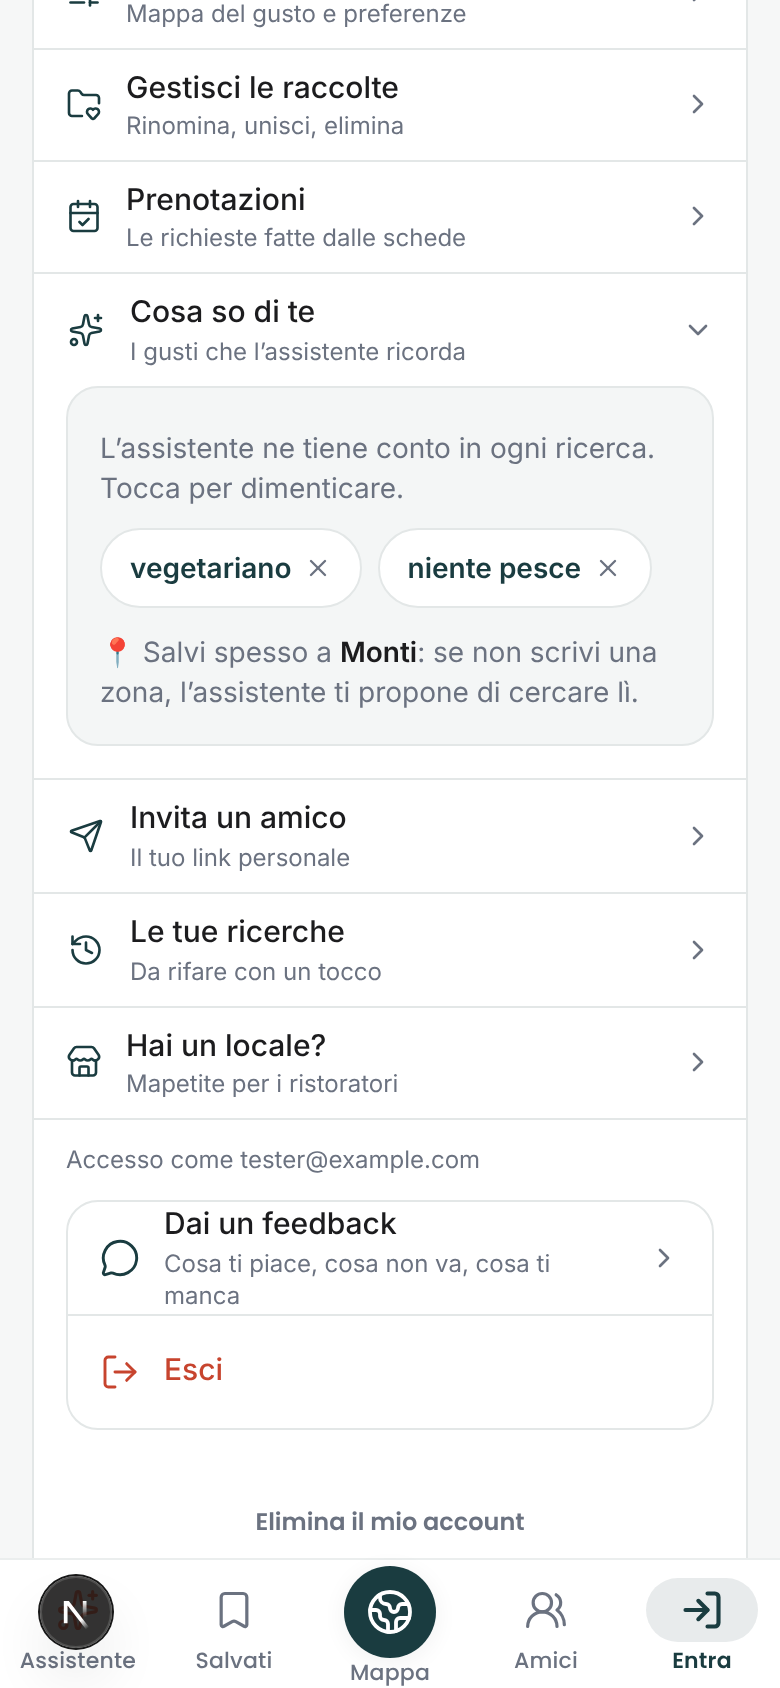 Mappa del gusto e preferenze
Gestisci le raccolte
Rinomina, unisci, elimina
Prenotazioni
Le richieste fatte dalle schede
Cosa so di te
I gusti che l’assistente ricorda
L’assistente ne tiene conto in ogni ricerca.
Tocca per dimenticare.
vegetariano
niente pesce
📍 Salvi spesso a Monti: se non scrivi una
zona, l’assistente ti propone di cercare lì.
Invita un amico
Il tuo link personale
Le tue ricerche
Da rifare con un tocco
Hai un locale?
Mapetite per i ristoratori
Accesso come tester@example.com
Dai un feedback
Cosa ti piace, cosa non va, cosa ti
manca
Esci
Elimina il mio account
N
Assistente
Salvati
Mappa
Amici
Entra